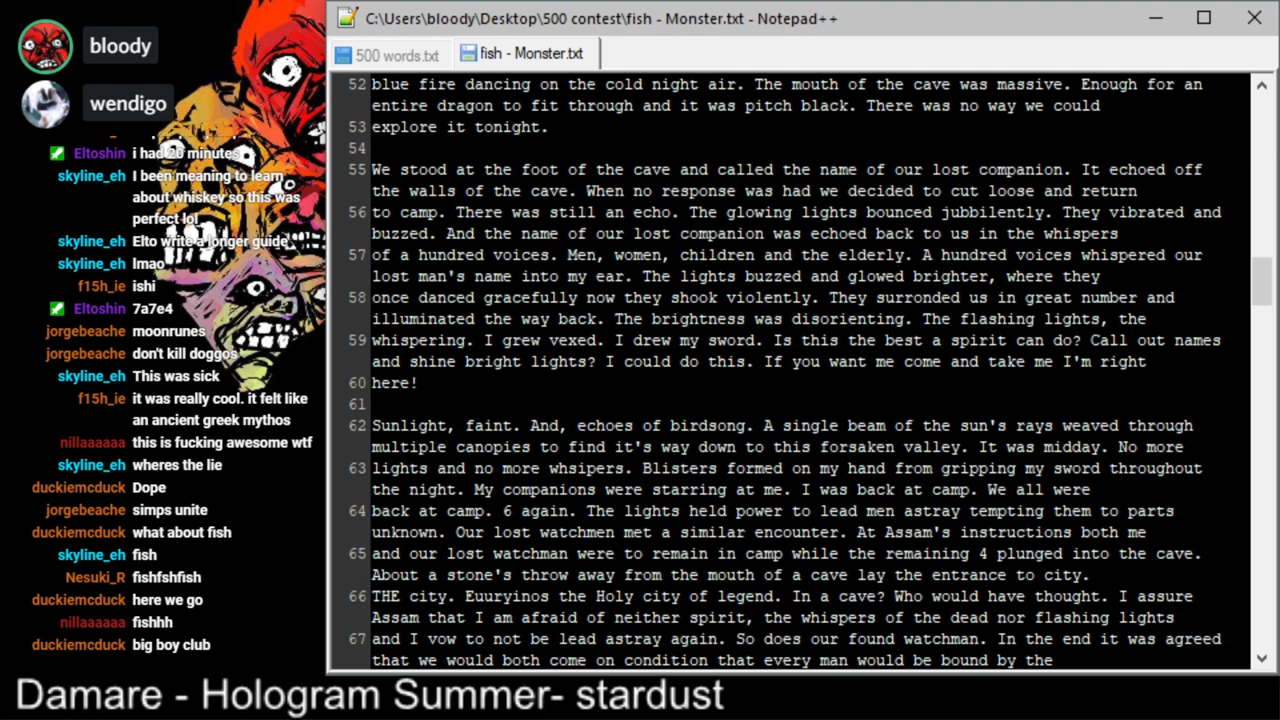 bloody
wendigo
Eltoshin i had 20 minutes
skyline_eh I been meaning to learn
about whiskey so this was
perfect lol
skyline_eh Elto write a longer guide
skyline_eh lmao
f15h_ie ishi
Eltoshin 7a7e4
jorgebeache moonrunes
jorgebeache don't kill doggos
skyline_eh This was sick
f15h_ie it was really cool. it felt like
an ancient greek mythos
nillaaaaaa this is fucking awesome wtf
skyline_eh wheres the lie
duckiemcduck Dope
jorgebeache simps unite
duckiemcduck what about fish
skyline_eh fish
Nesuki_R fishfshfish
duckiemcduck here we go
nillaaaaaa fishhh
duckiemcduck big boy club
C:\Users\bloody\Desktop\500 contest\fish - Monster.txt - Notepad++
500 words.txt
fish - Monster.txt
52 blue fire dancing on the cold night air. The mouth of the cave was massive. Enough for an
entire dragon to fit through and it was pitch black. There was no way we could
53 explore it tonight.
54
55 We stood at the foot of the cave and called the name of our lost companion. It echoed off
the walls of the cave. When no response was had we decided to cut loose and return
56 to camp. There was still an echo. The glowing lights bounced jubbilently. They vibrated and
buzzed. And the name of our lost companion was echoed back to us in the whispers
57 of a hundred voices. Men, women, children and the elderly. A hundred voices whispered our
lost man's name into my ear. The lights buzzed and glowed brighter, where they
58 once danced gracefully now they shook violently. They surronded us in great number and
illuminated the way back. The brightness was disorienting. The flashing lights, the
59 whispering. I grew vexed. I drew my sword. Is this the best a spirit can do? Call out names
and shine bright lights? I could do this. If you want me come and take me I'm right
60 here!
61
62 Sunlight, faint. And, echoes of birdsong. A single beam of the sun's rays weaved through
multiple canopies to find it's way down to this forsaken valley. It was midday. No more
63 lights and no more whsipers. Blisters formed on my hand from gripping my sword throughout
the night. My companions were starring at me. I was back at camp. We all were
64 back at camp. 6 again. The lights held power to lead men astray tempting them to parts
unknown. Our lost watchmen met a similar encounter. At Assam's instructions both me
65 and our lost watchman were to remain in camp while the remaining 4 plunged into the cave.
About a stone's throw away from the mouth of a cave lay the entrance to city.
66 THE city. Euuryinos the Holy city of legend. In a cave? Who would have thought. I assure
Assam that I am afraid of neither spirit, the whispers of the dead nor flashing lights
67 and I vow to not be lead astray again. So does our found watchman. In the end it was agreed
that we would both come on condition that every man would be bound by the
Damare - Hologram Summer- stardust